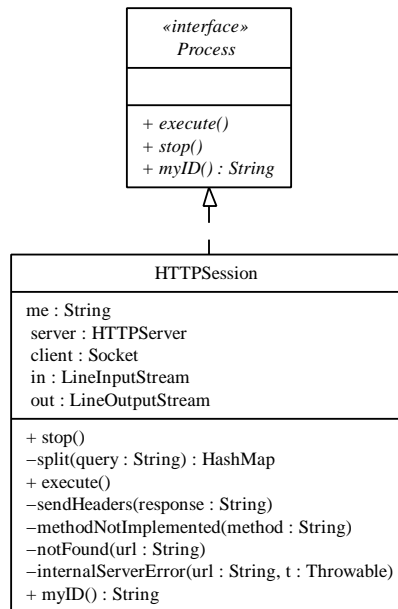 «interface»
Process
+ execute()
+ stop()
+ myID() : String
HTTPSession
me : String
server : HTTPServer
client : Socket
in : LineInputStream
out : LineOutputStream
+ stop()
−split(query : String) : HashMap
+ execute()
−sendHeaders(response : String)
−methodNotImplemented(method : String)
−notFound(url : String)
−internalServerError(url : String, t : Throwable)
+ myID() : String